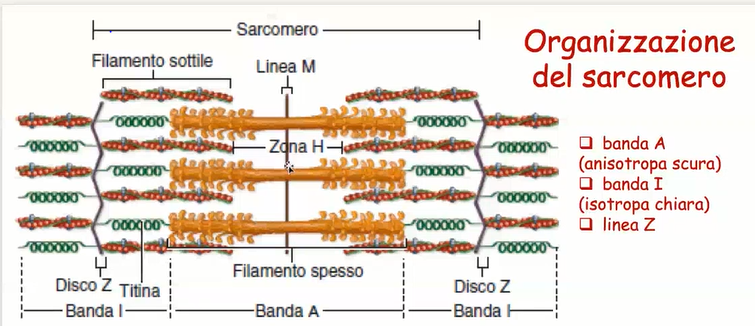 Sarcomero
Filamento sottile
Linea M
Zona H
Filamento spesso
Disco Z
Titina
Disco Z
Banda I
Banda A
Banda I
Organizzazione
del sarcomero
❑ banda A
(anisotropa scura)
❑ banda I
(isotropa chiara)
❑ linea Z